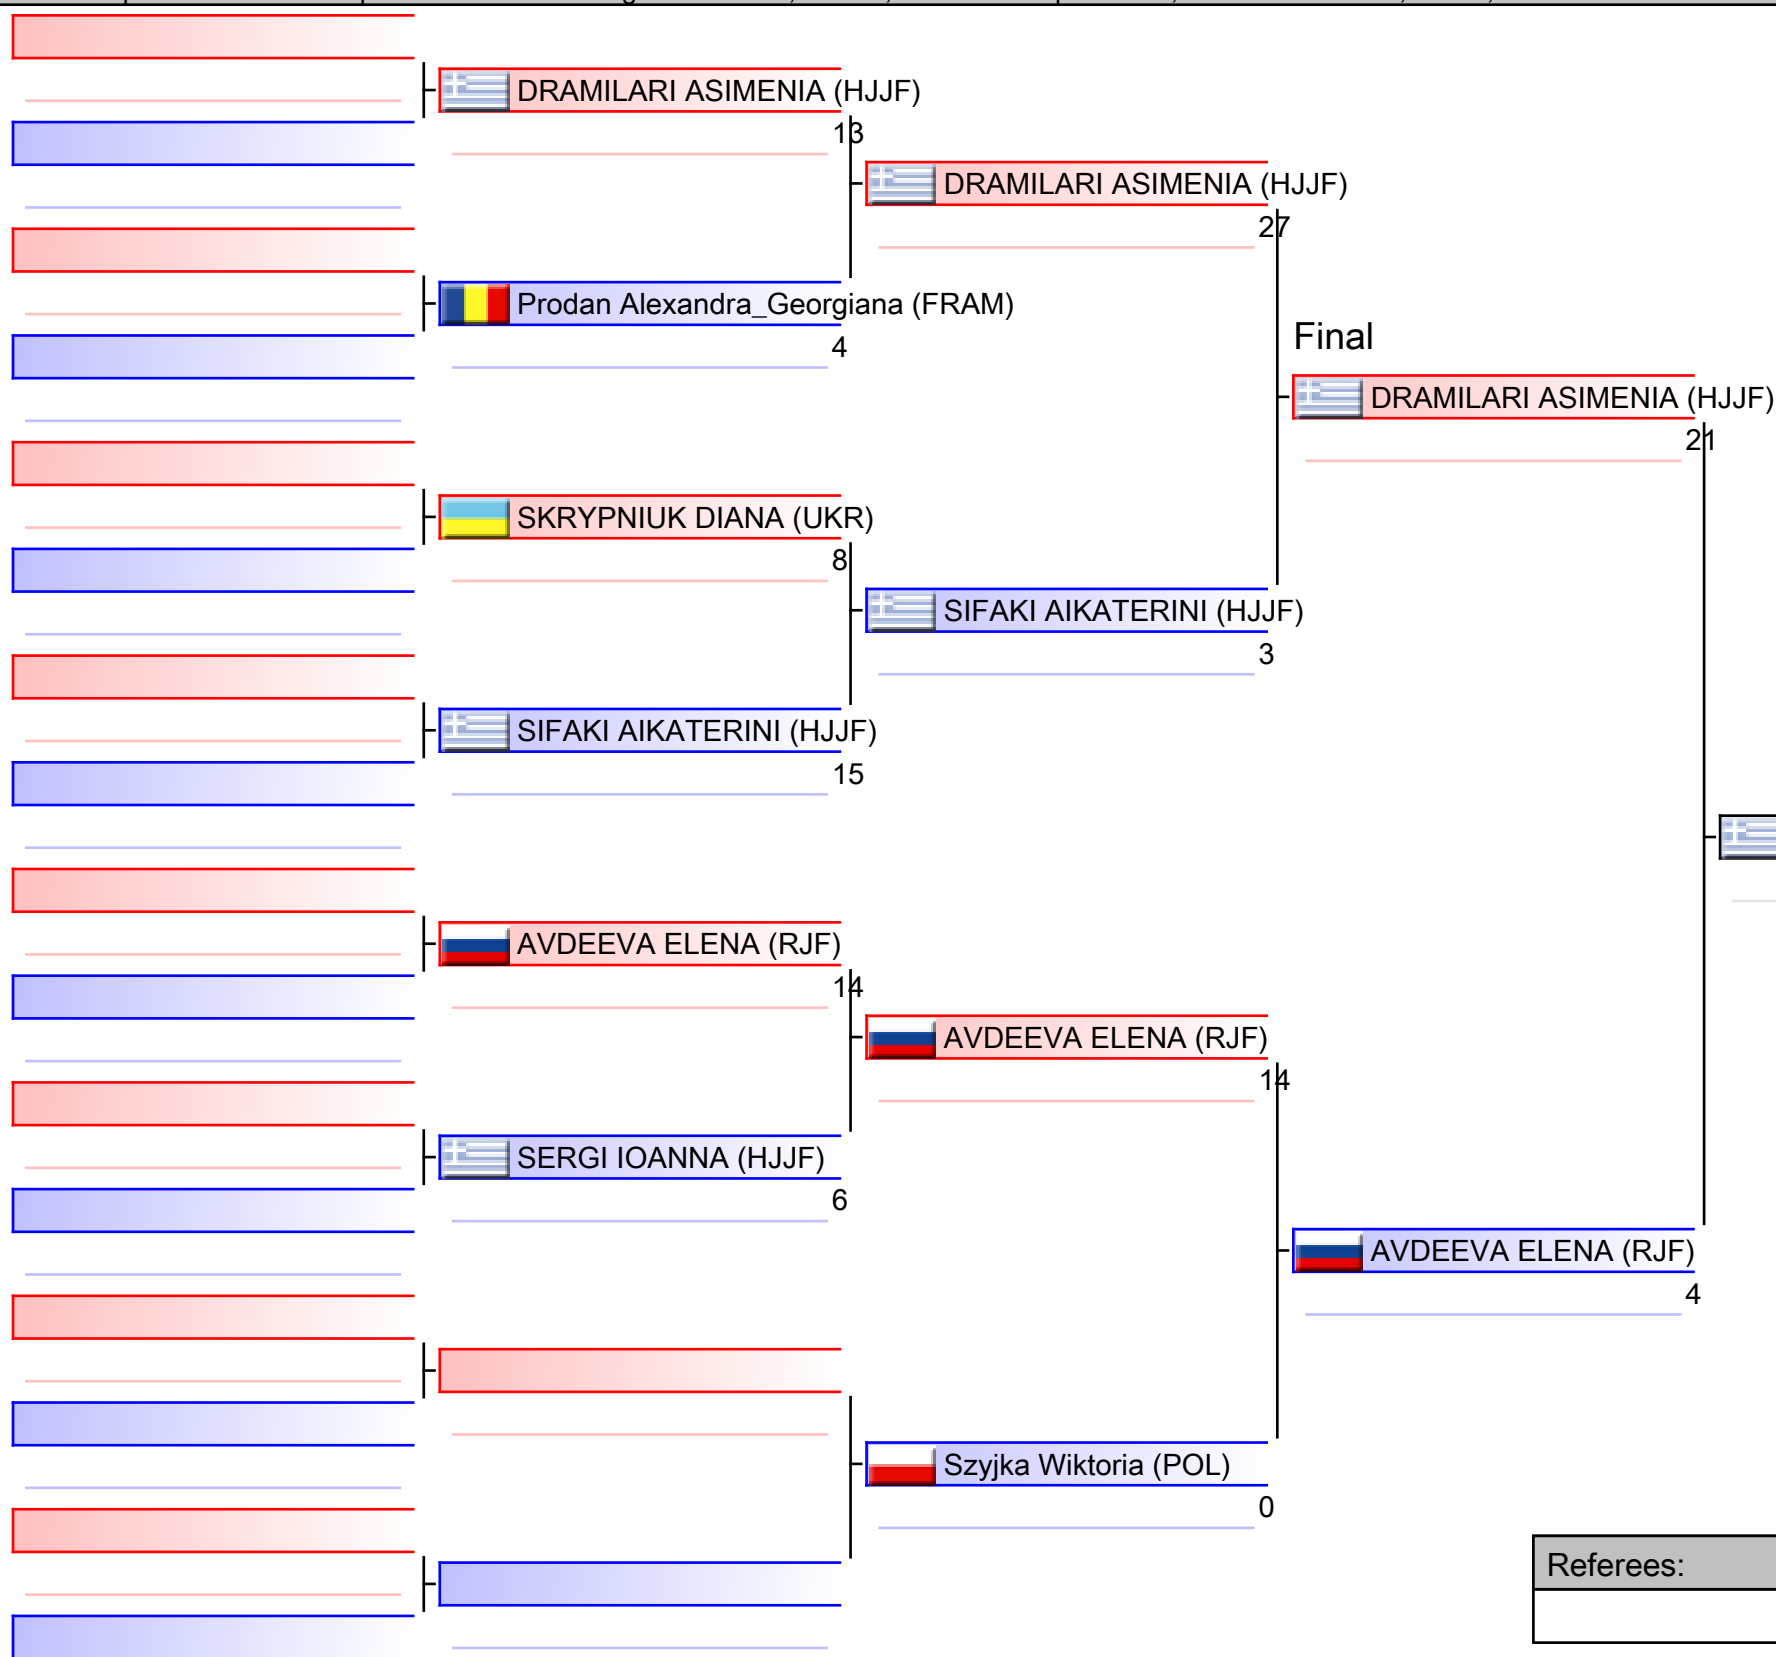 DRAMILARI ASIMENIA (HJJF)
13
DRAMILARI ASIMENIA (HJJF)
27
Prodan Alexandra_Georgiana (FRAM)
4
Final
DRAMILARI ASIMENIA (HJJF)
21
SKRYPNIUK DIANA (UKR)
8
SIFAKI AIKATERINI (HJJF)
3
SIFAKI AIKATERINI (HJJF)
15
AVDEEVA ELENA (RJF)
14
AVDEEVA ELENA (RJF)
14
SERGI IOANNA (HJJF)
6
AVDEEVA ELENA (RJF)
4
Szyjka Wiktoria (POL)
0
Referees: